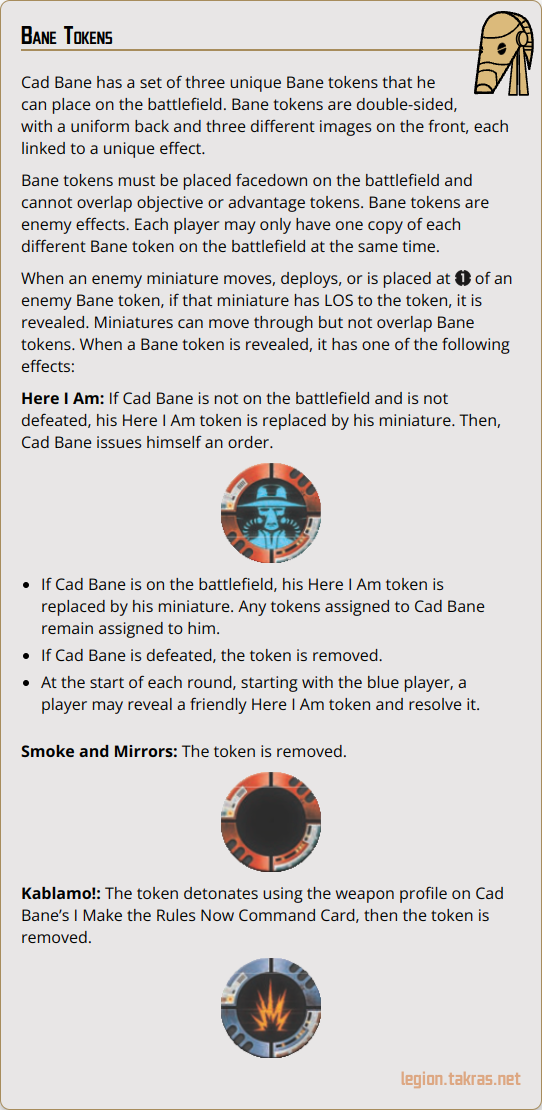 Bane Tokens
Cad Bane has a set of three unique Bane tokens that he
can place on the battlefield. Bane tokens are double-sided,
with a uniform back and three different images on the front, each
linked to a unique effect.
Bane tokens must be placed facedown on the battlefield and
cannot overlap objective or advantage tokens. Bane tokens are
enemy effects. Each player may only have one copy of each
different Bane token on the battlefield at the same time.
When an enemy miniature moves, deploys, or is placed at 1 of an
enemy Bane token, if that miniature has LOS to the token, it is
revealed. Miniatures can move through but not overlap Bane
tokens. When a Bane token is revealed, it has one of the following
effects:
Here I Am: If Cad Bane is not on the battlefield and is not
defeated, his Here I Am token is replaced by his miniature. Then,
Cad Bane issues himself an order.
• If Cad Bane is on the battlefield, his Here I Am token is
replaced by his miniature. Any tokens assigned to Cad Bane
remain assigned to him.
• If Cad Bane is defeated, the token is removed.
• At the start of each round, starting with the blue player, a
player may reveal a friendly Here I Am token and resolve it.
Smoke and Mirrors: The token is removed.
Kablamo!: The token detonates using the weapon profile on Cad
Bane's I Make the Rules Now Command Card, then the token is
removed.
legion.takras.net